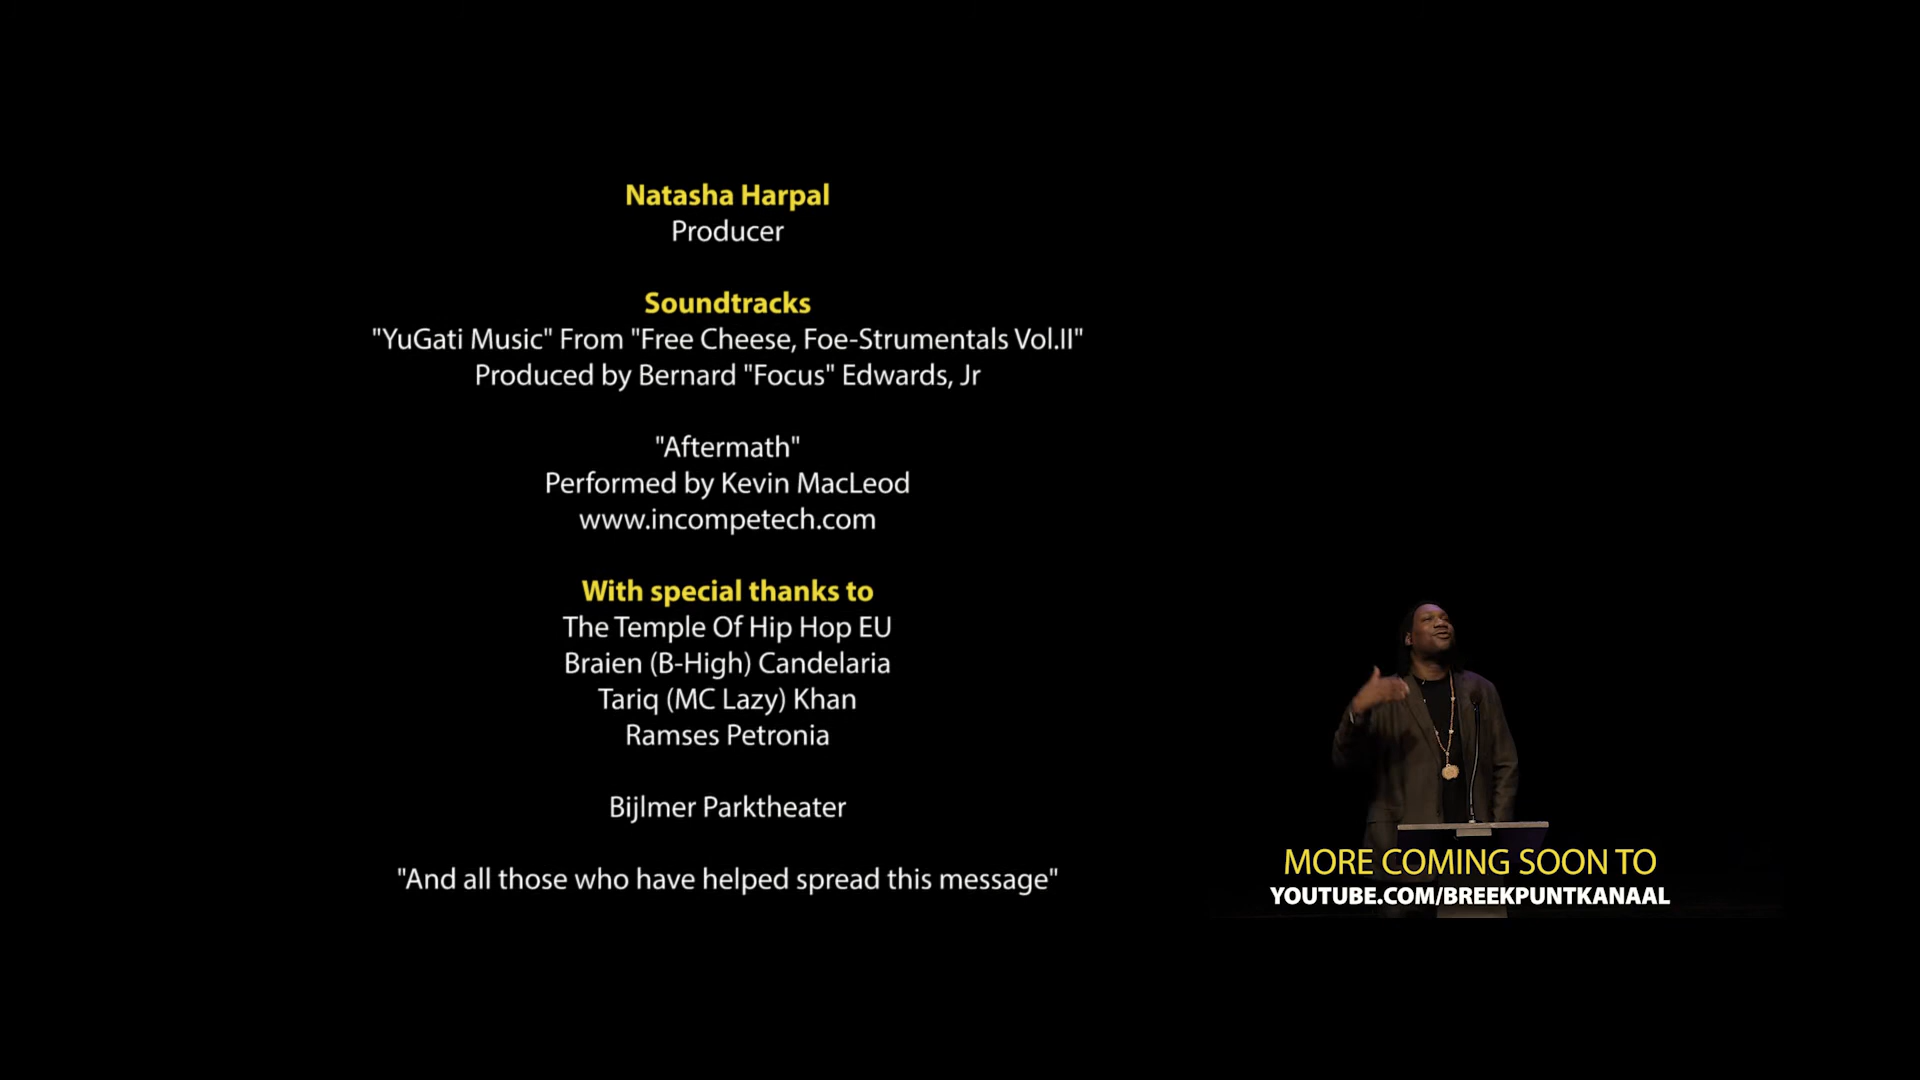 Natasha Harpal
Producer
Soundtracks
"YuGati Music" From "Free Cheese, Foe-Strumentals Vol.II"
Produced by Bernard "Focus" Edwards, Jr
"Aftermath"
Performed by Kevin MacLeod
www.incompetech.com
With special thanks to
The Temple Of Hip Hop EU
Braien (B-High) Candelaria
Tariq (MC Lazy) Khan
Ramses Petronia
Bijlmer Parktheater
"And all those who have helped spread this message"
MORE COMING SOON TO
YOUTUBE.COM/BREEKPUNTKANAAL